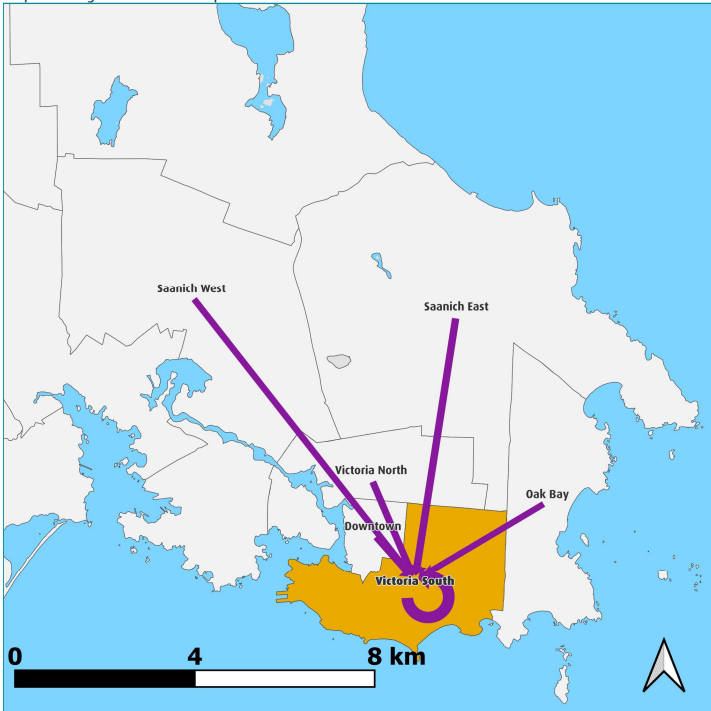 Saanich West
Saanich East
Victoria North
Oak Bay
Downtown
Victoria South
0 4 8 km